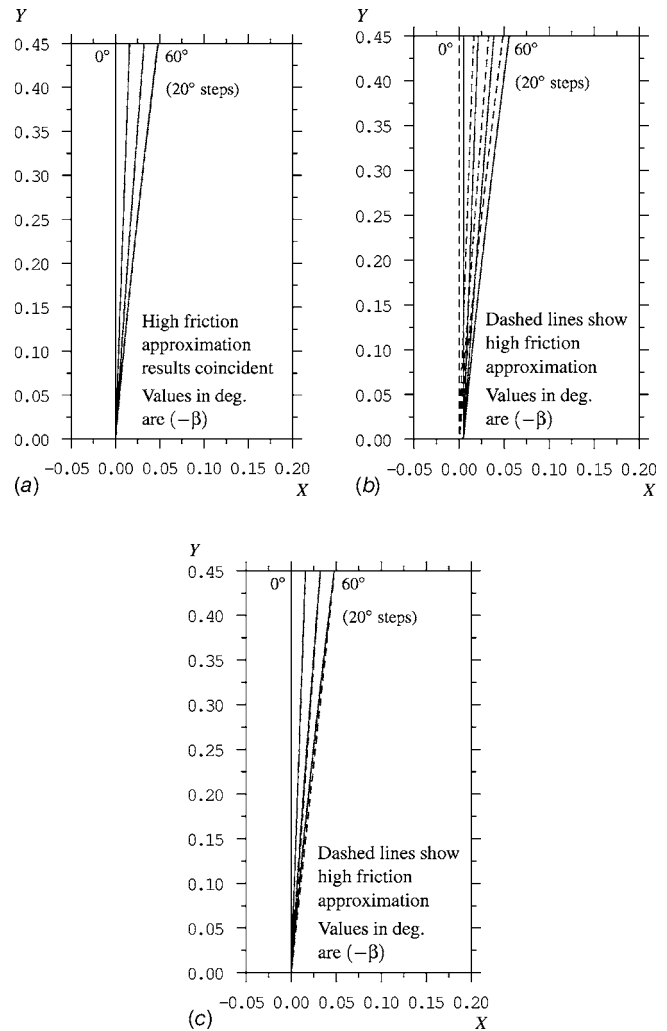 Y
0.45
0° 60°
0.40
(20° steps)
0.35
0.30
0.25
0.20
0.15
High friction
0.10
approximation
results coincident
0.05
Values in deg.
are (−β)
0.00
−0.05 0.00 0.05 0.10 0.15 0.20
(a)
X
Y
0.45
0° 60°
0.40
(20° steps)
0.35
0.30
0.25
0.20
0.15
Dashed lines show
0.10
high friction
approximation
0.05
Values in deg.
are (−β)
0.00
−0.05 0.00 0.05 0.10 0.15 0.20
(b)
X
Y
0.45
0° 60°
0.40
(20° steps)
0.35
0.30
0.25
0.20
0.15
Dashed lines show
0.10
high friction
approximation
0.05
Values in deg.
are (−β)
0.00
−0.05 0.00 0.05 0.10 0.15 0.20
(c)
X